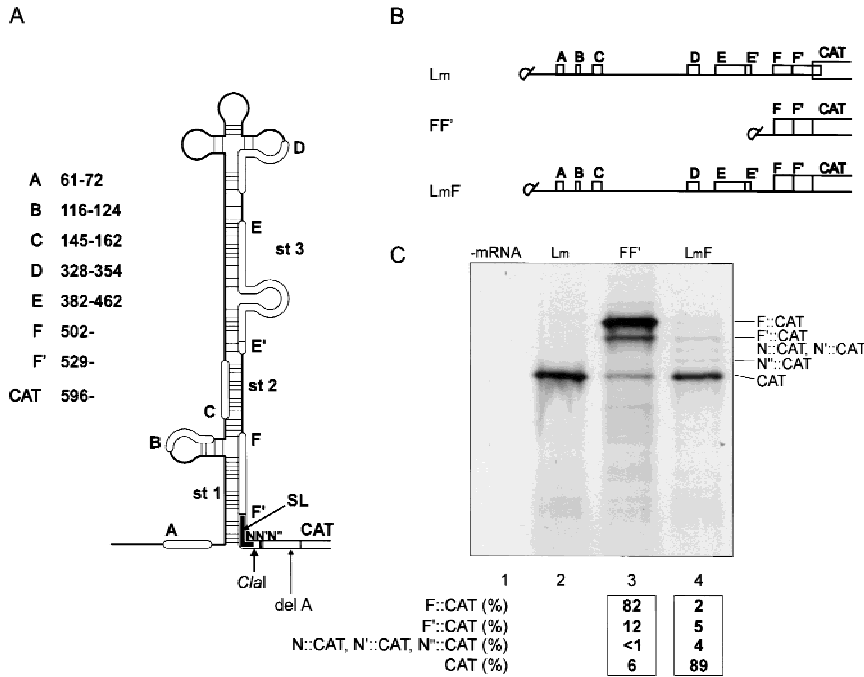 A
D
A 61-72
B 116-124
C 145-162
D 328-354
E 382-462
F 502-
F' 529-
CAT 596-
E
st 3
E'
st 2
C
B
F
st 1
F'
SL
A
NN'N"
CAT
ClaI
del A
B
Lm
A B C D E E' F F' CAT
FF'
F F' CAT
LmF
A B C D E E' F F' CAT
C
-mRNA Lm FF' LmF
F::CAT
F'::CAT
N::CAT, N'::CAT
N"::CAT
CAT
1 2 3 4
F::CAT (%) 82 2
F'::CAT (%) 12 5
N::CAT, N'::CAT, N"::CAT (%) <1 4
CAT (%) 6 89